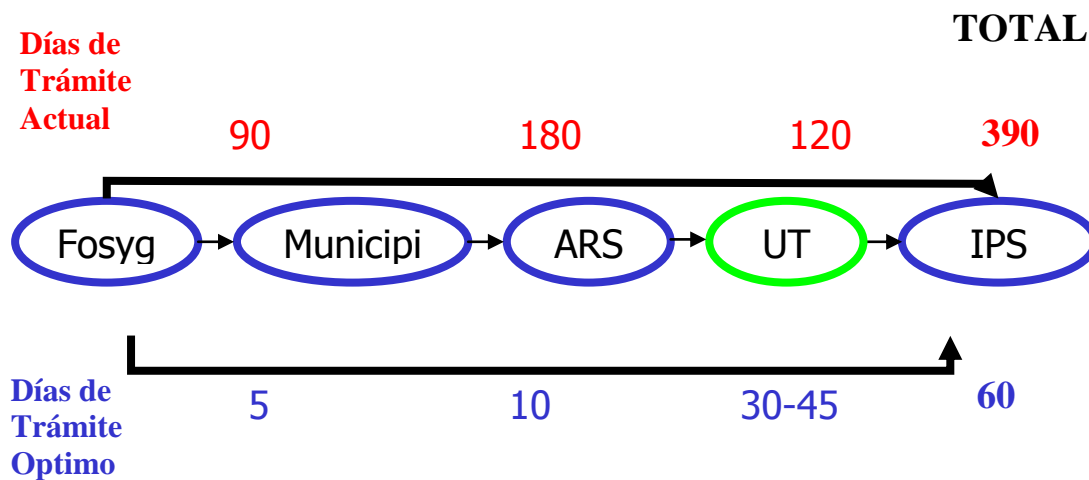 TOTAL
Días de
Trámite
Actual
90 180 120 390
Fosyg Municipi ARS UT IPS
Días de
Trámite
Optimo
5 10 30-45 60